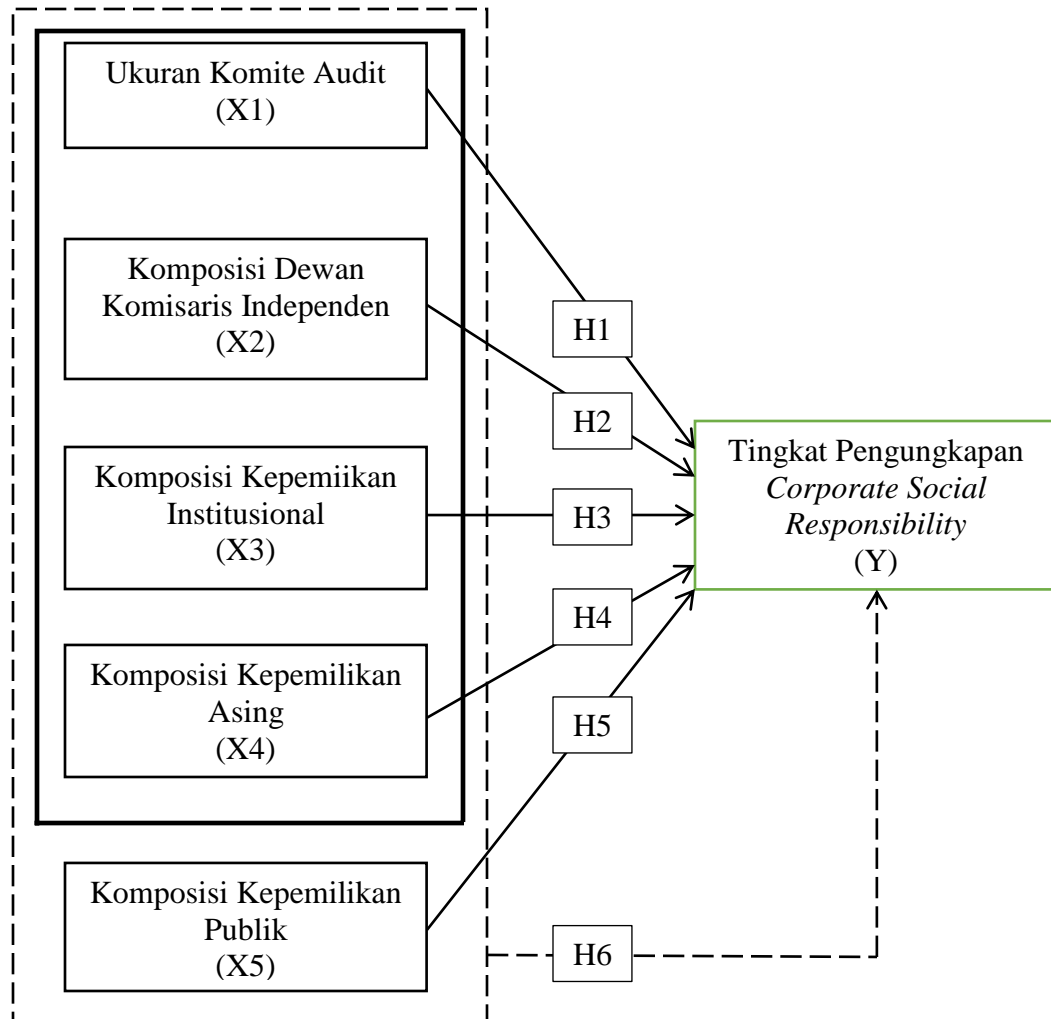 Ukuran Komite Audit
(X1)
Komposisi Dewan
Komisaris Independen
(X2)
Komposisi Kepemiikan
Institusional
(X3)
Komposisi Kepemilikan
Asing
(X4)
Komposisi Kepemilikan
Publik
(X5)
H1
H2
H3
H4
H5
H6
Tingkat Pengungkapan
Corporate Social
Responsibility
(Y)